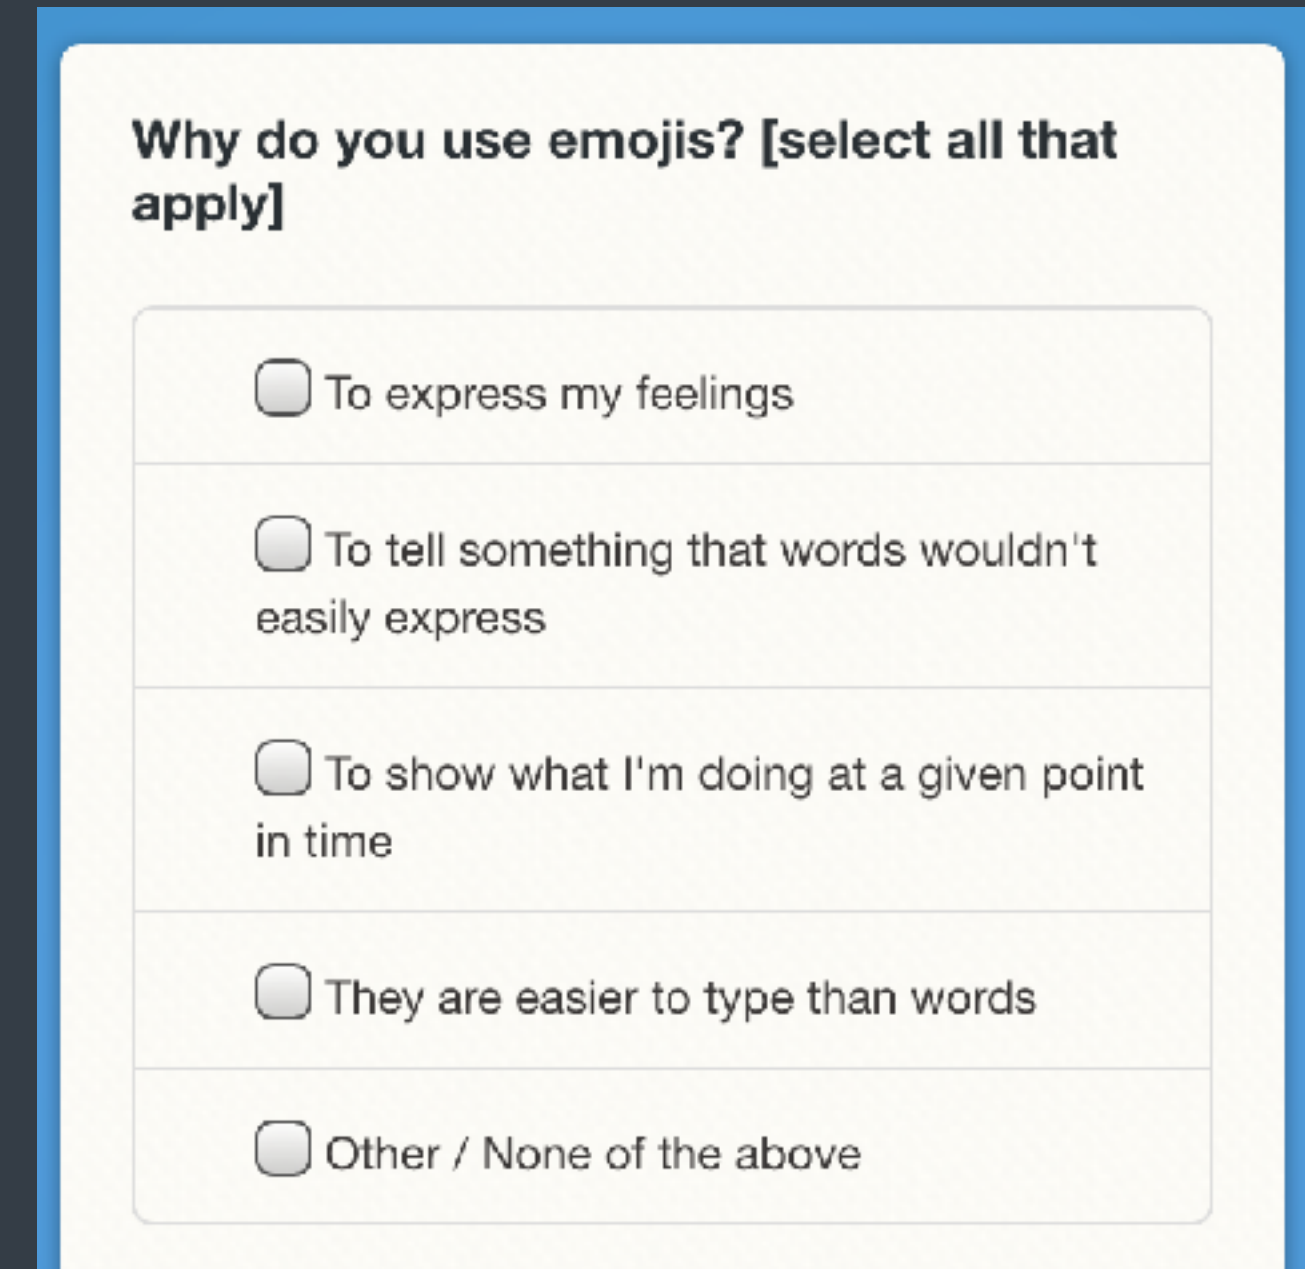 Why do you use emojis? [select all that
apply]
To express my feelings
To tell something that words wouldn't
easily express
To show what I'm doing at a given point
in time
They are easier to type than words
Other / None of the above